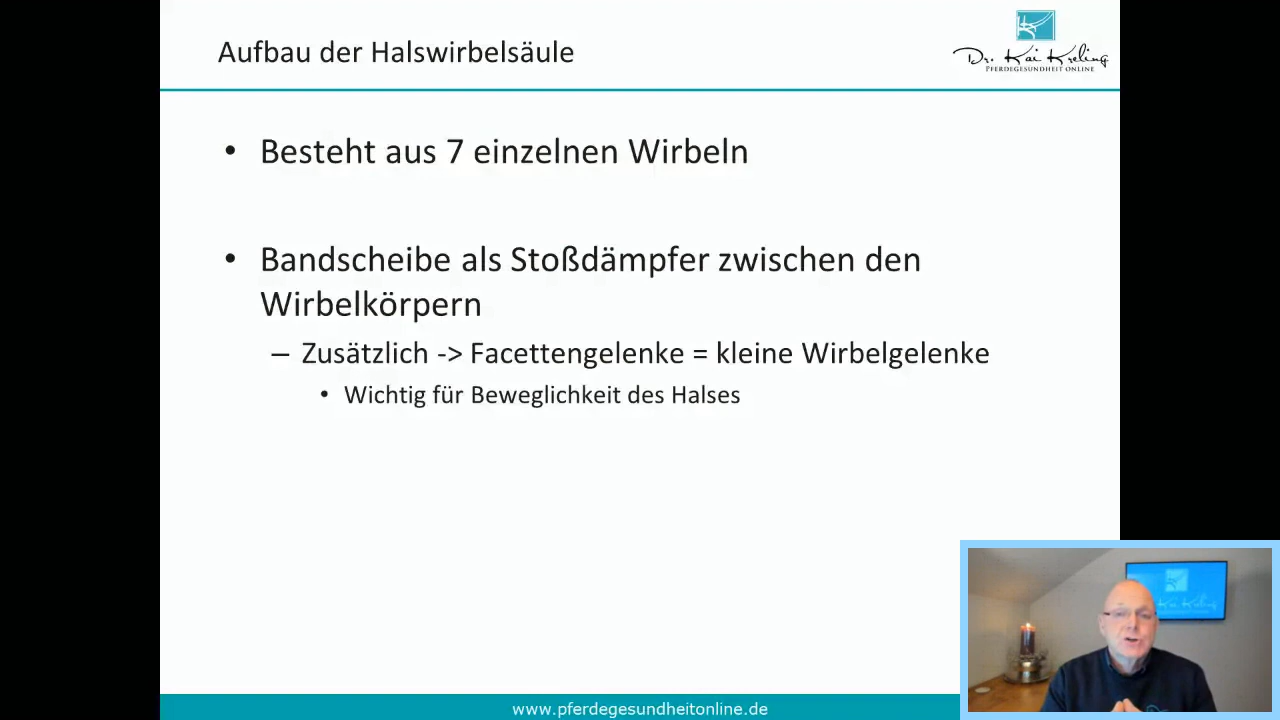 Aufbau der Halswirbelsäule
Dr. Kai Kreling
PFERDEGESUNDHEIT ONLINE
• Besteht aus 7 einzelnen Wirbeln
• Bandscheibe als Stoßdämpfer zwischen den
Wirbelkörpern
– Zusätzlich -> Facettengelenke = kleine Wirbelgelenke
• Wichtig für Beweglichkeit des Halses
www.pferdegesundheitonline.de